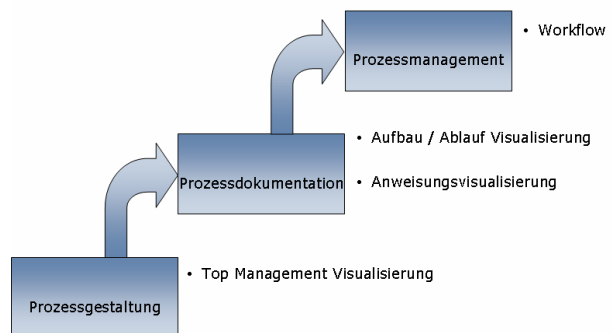 Prozessmanagement
• Workflow
Prozessdokumentation
• Aufbau / Ablauf Visualisierung
• Anweisungsvisualisierung
Prozessgestaltung
• Top Management Visualisierung